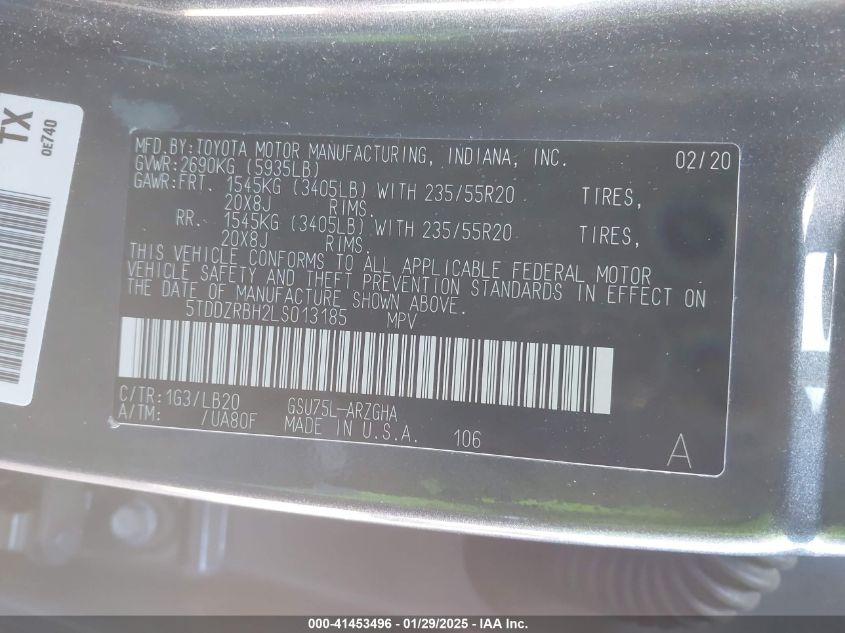 TX
OE740
MFD.BY:TOYOTA MOTOR MANUFACTURING, INDIANA, INC. 02/20
GVWR:2690KG (5935LB)
GAWR:FRT. 1545KG (3405LB) WITH 235/55R20 TIRES,
20X8J RIMS.
RR. 1545KG (3405LB) WITH 235/55R20 TIRES,
20X8J RIMS.
THIS VEHICLE CONFORMS TO ALL APPLICABLE FEDERAL MOTOR
VEHICLE SAFETY AND THEFT PREVENTION STANDARDS IN EFFECT ON
THE DATE OF MANUFACTURE SHOWN ABOVE.
5TDDZRBH2LS013185 MPV
C/TR:1G3/LB20 GSU75L-ARZGHA
A/TM: /UA80F MADE IN U.S.A. 106 A
000-41453496 - 01/29/2025 - IAA Inc.